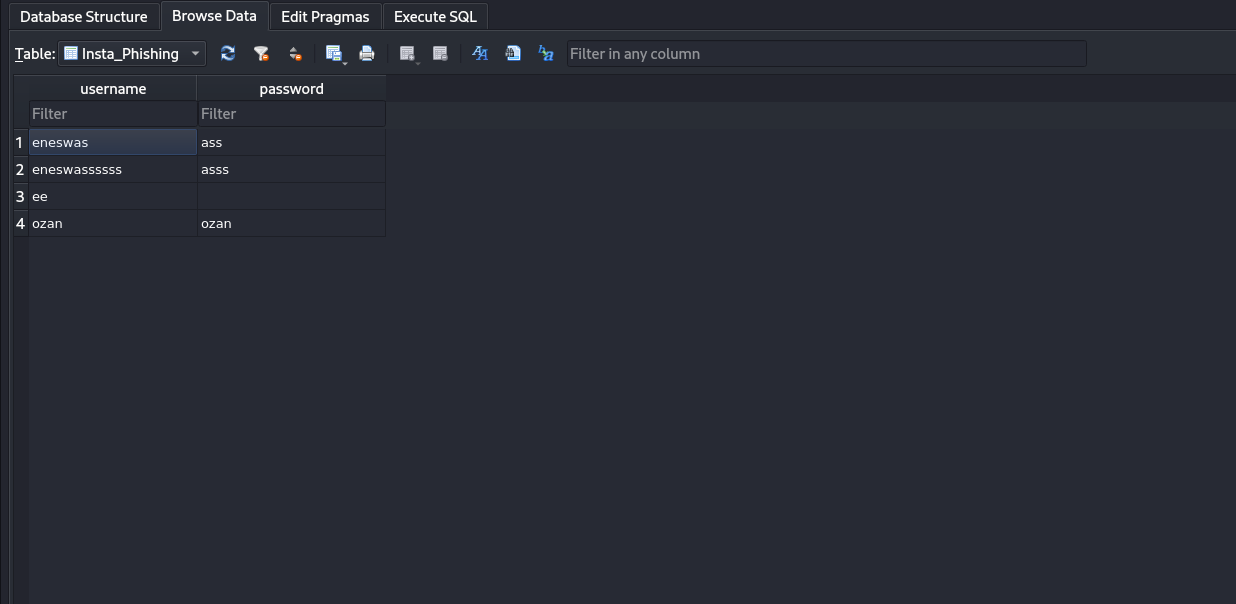 Database Structure Browse Data Edit Pragmas Execute SQL
Table: Insta_Phishing Filter in any column
username password
Filter Filter
1 eneswas ass
2 eneswassssss asss
3 ee
4 ozan ozan